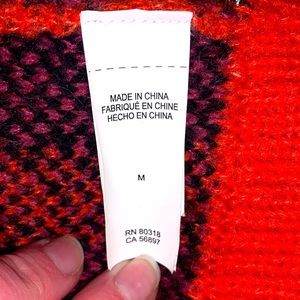 MADE IN CHINA
FABRIQUÉ EN CHINE
HECHO EN CHINA
M
RN 80318
CA 56897